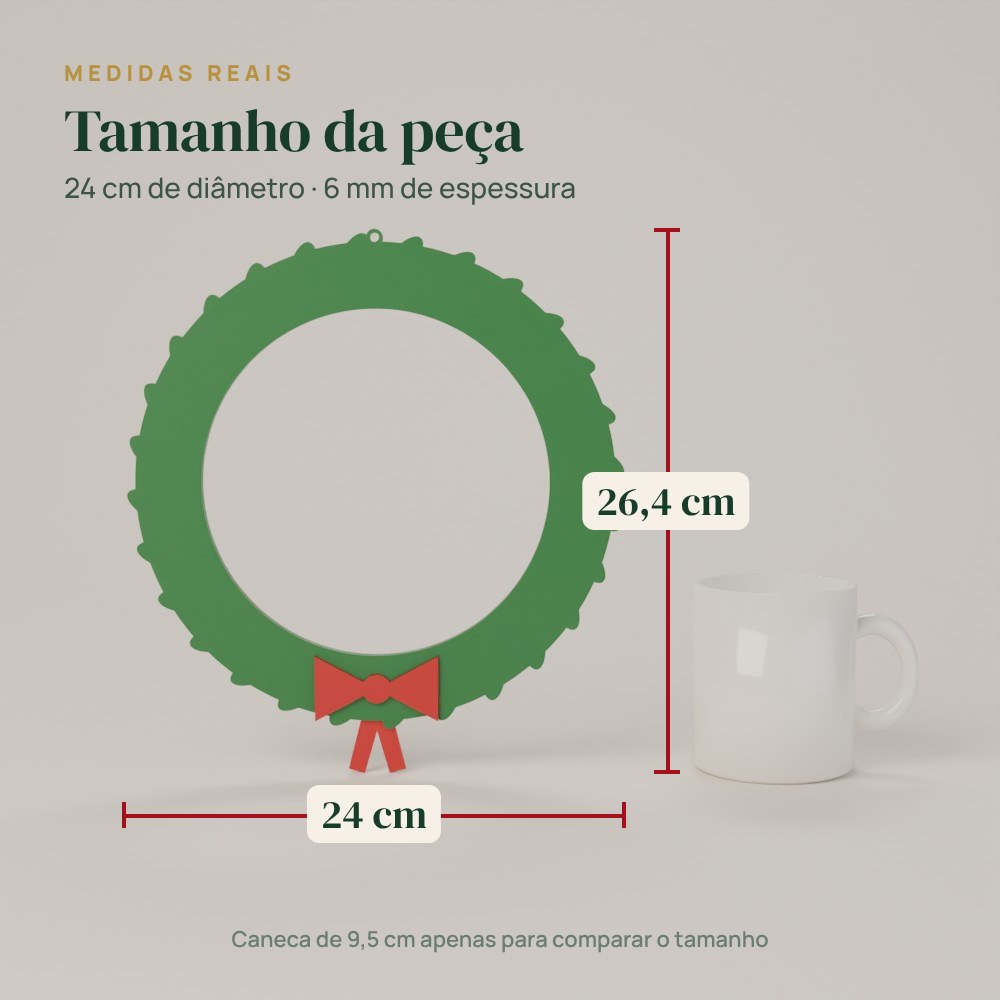 MEDIDAS REAIS
Tamanho da peça
24 cm de diâmetro · 6 mm de espessura
26,4 cm
24 cm
Caneca de 9,5 cm apenas para comparar o tamanho